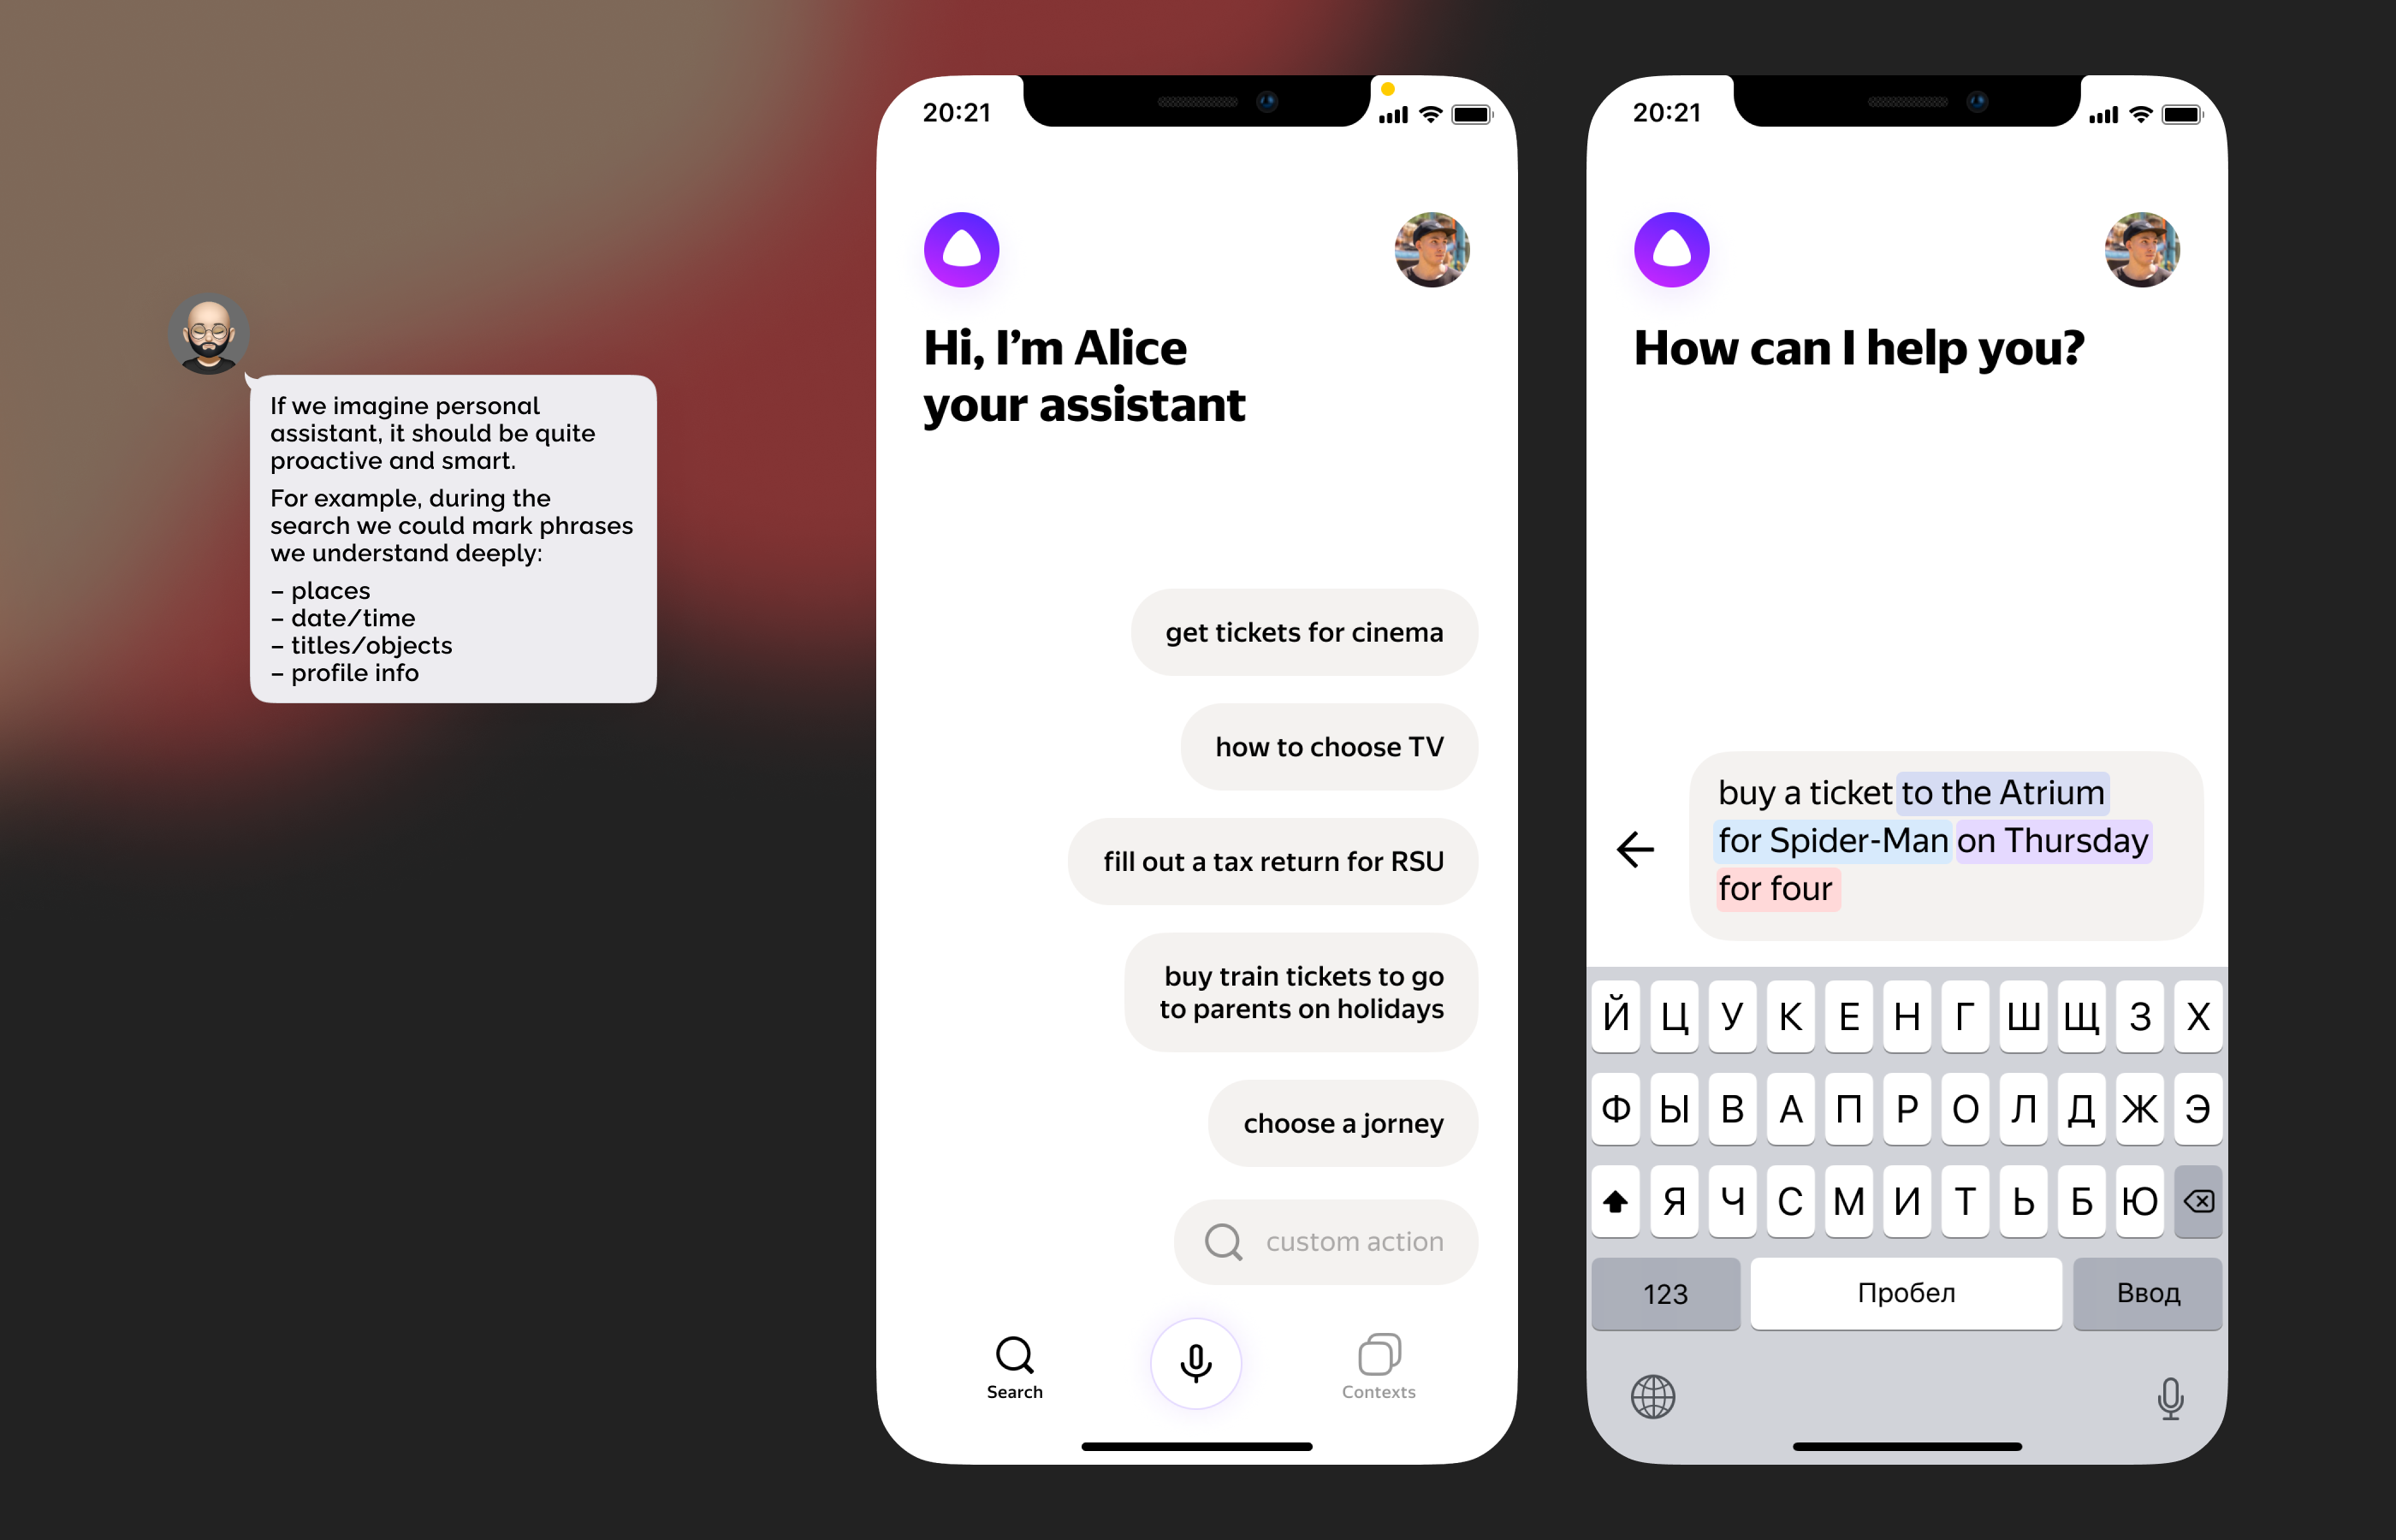 If we imagine personal
assistant, it should be quite
proactive and smart.
For example, during the
search we could mark phrases
we understand deeply:
– places
– date/time
– titles/objects
– profile info
20:21
Hi, I’m Alice
your assistant
get tickets for cinema
how to choose TV
fill out a tax return for RSU
buy train tickets to go
to parents on holidays
choose a jorney
custom action
Search
Contexts
20:21
How can I help you?
buy a ticket to the Atrium
for Spider-Man on Thursday
for four
Й Ц У К Е Н Г Ш Щ З Х
Ф Ы В А П Р О Л Д Ж Э
Я Ч С М И Т Ь Б Ю
123 Пробел Ввод